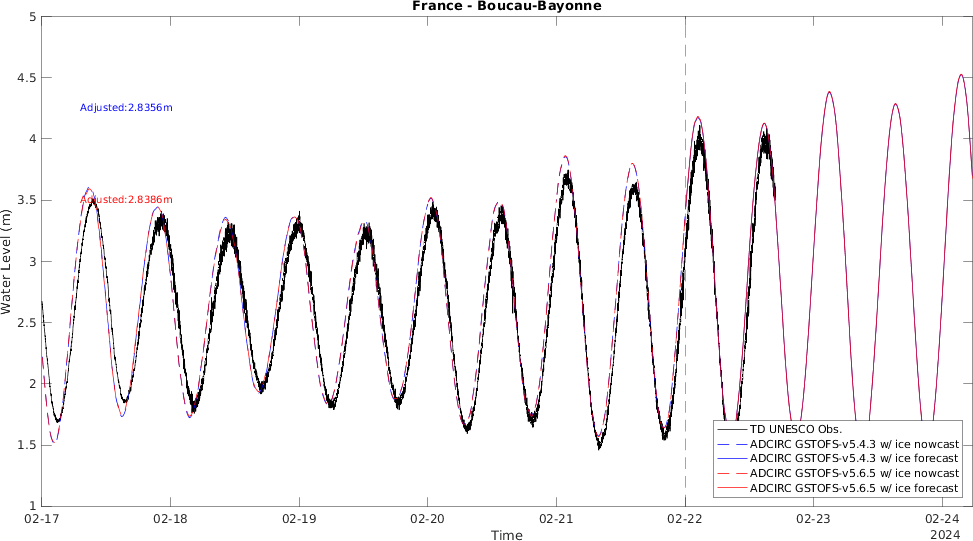 France - Boucau-Bayonne
5
4.5
4
3.5
3
2.5
2
1.5
1
Water Level (m)
Adjusted:2.8356m
Adjusted:2.8386m
TD UNESCO Obs.
ADCIRC GSTOFS-v5.4.3 w/ ice nowcast
ADCIRC GSTOFS-v5.4.3 w/ ice forecast
ADCIRC GSTOFS-v5.6.5 w/ ice nowcast
ADCIRC GSTOFS-v5.6.5 w/ ice forecast
02-17 02-18 02-19 02-20 02-21 02-22 02-23 02-24
Time
2024